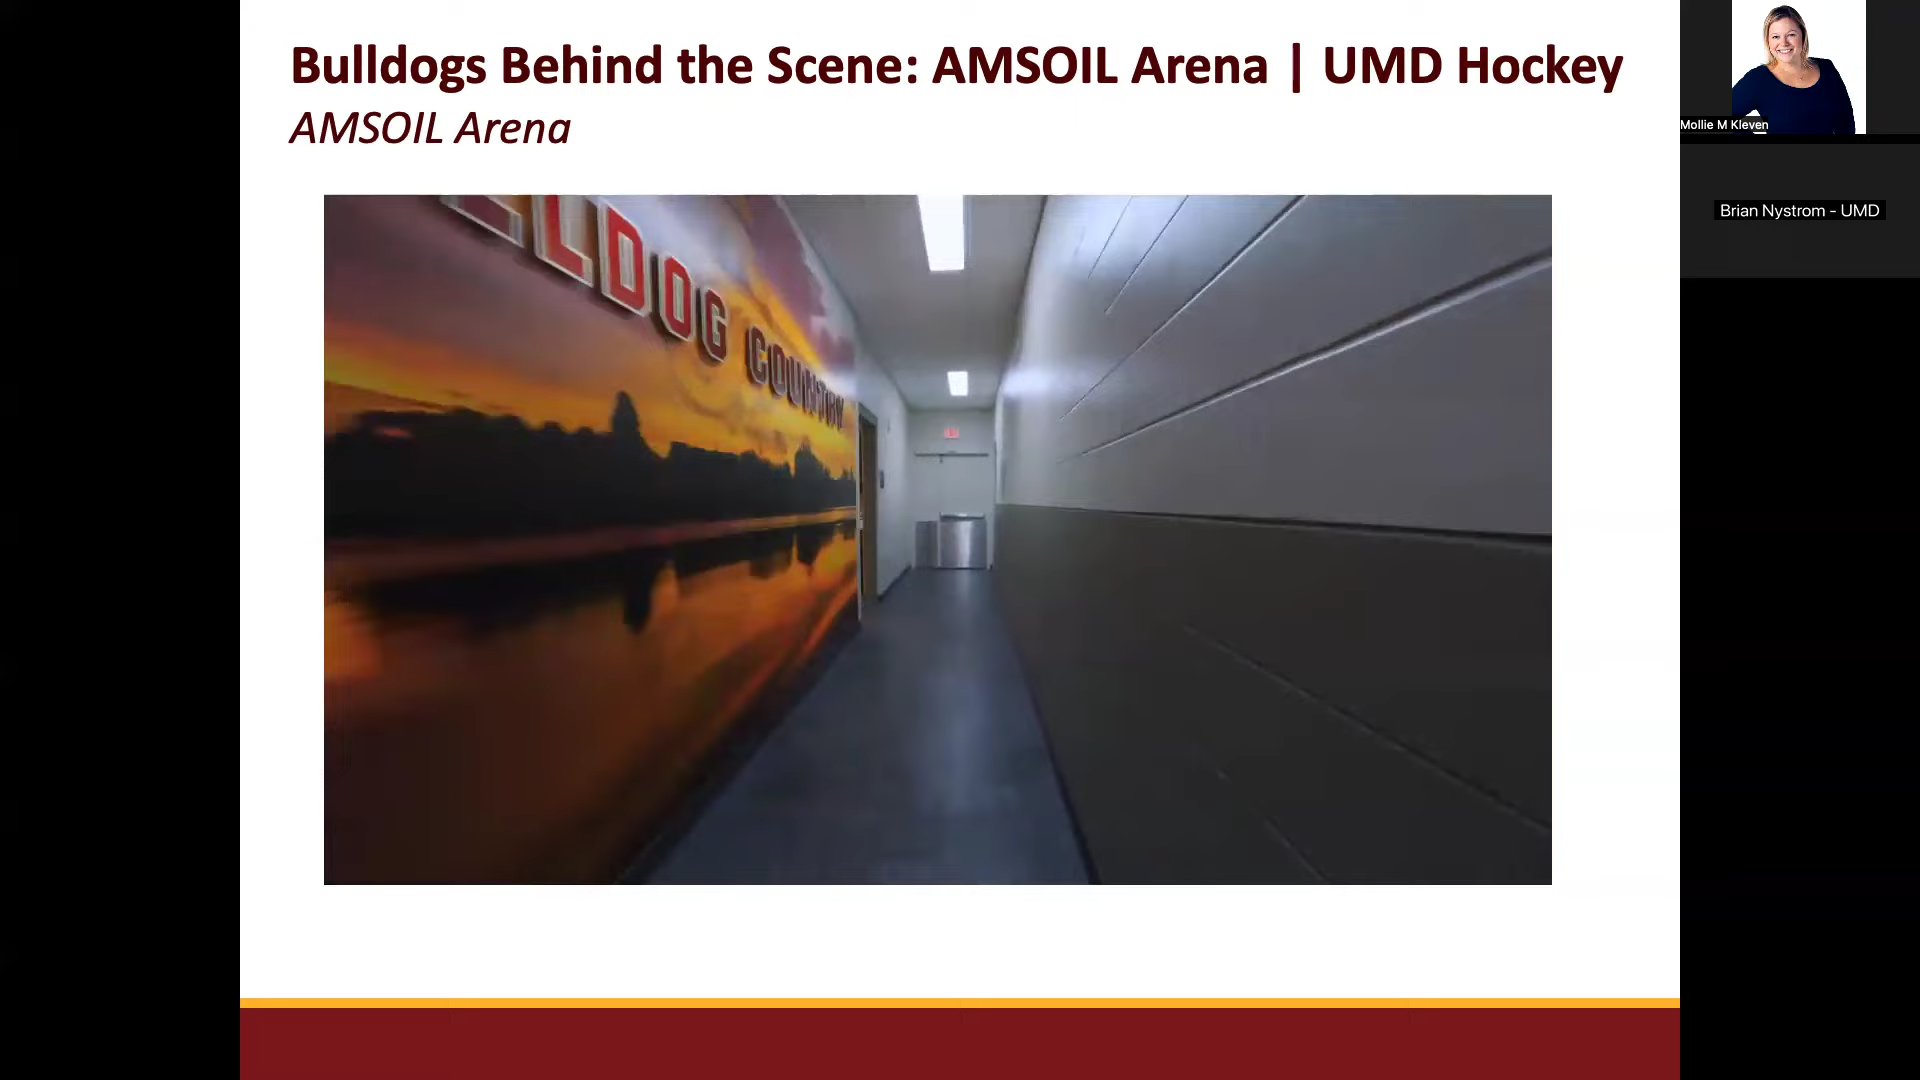 Bulldogs Behind the Scene: AMSOIL Arena | UMD Hockey
AMSOIL Arena
LDOG COUNTRY
Mollie M Kleven
Brian Nystrom - UMD